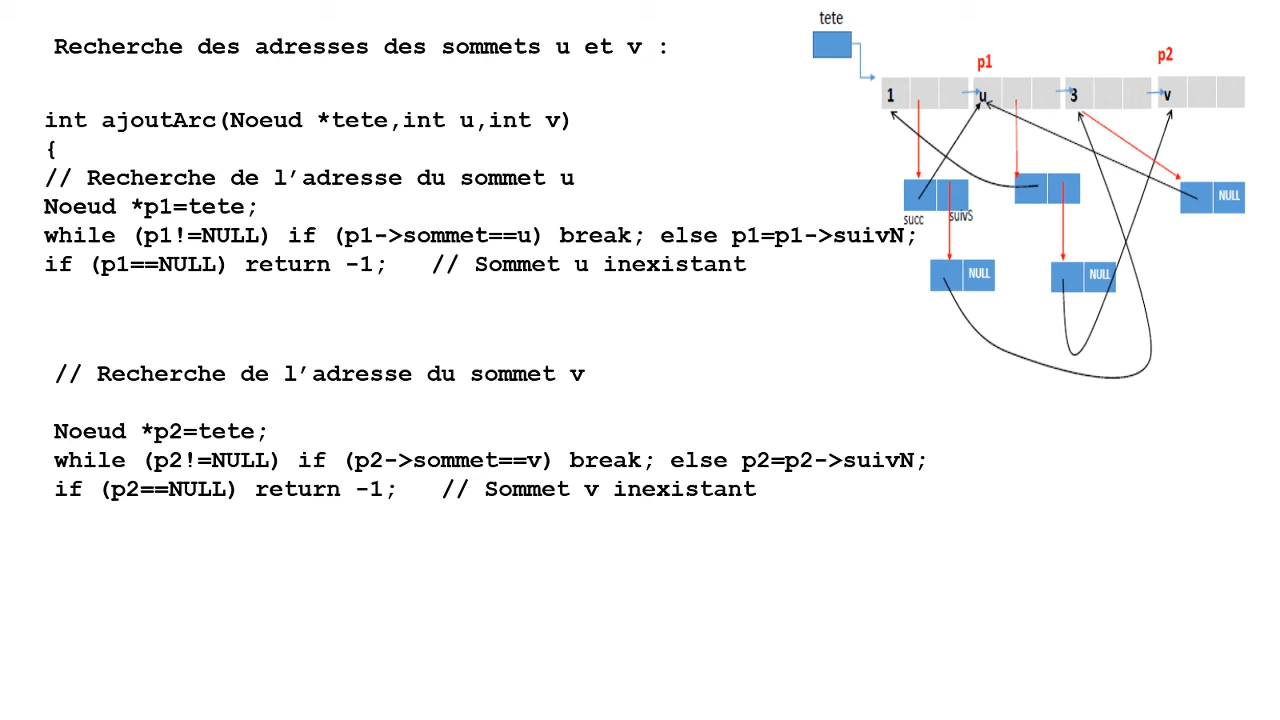 Recherche des adresses des sommets u et v :
int ajoutArc(Noeud *tete,int u,int v)
{
// Recherche de l’adresse du sommet u
Noeud *p1=tete;
while (p1!=NULL) if (p1->sommet==u) break; else p1=p1->suivN;
if (p1==NULL) return -1; // Sommet u inexistant
// Recherche de l’adresse du sommet v
Noeud *p2=tete;
while (p2!=NULL) if (p2->sommet==v) break; else p2=p2->suivN;
if (p2==NULL) return -1; // Sommet v inexistant
tete
p1
p2
1 u 3 v
succ suivS
NULL
NULL
NULL